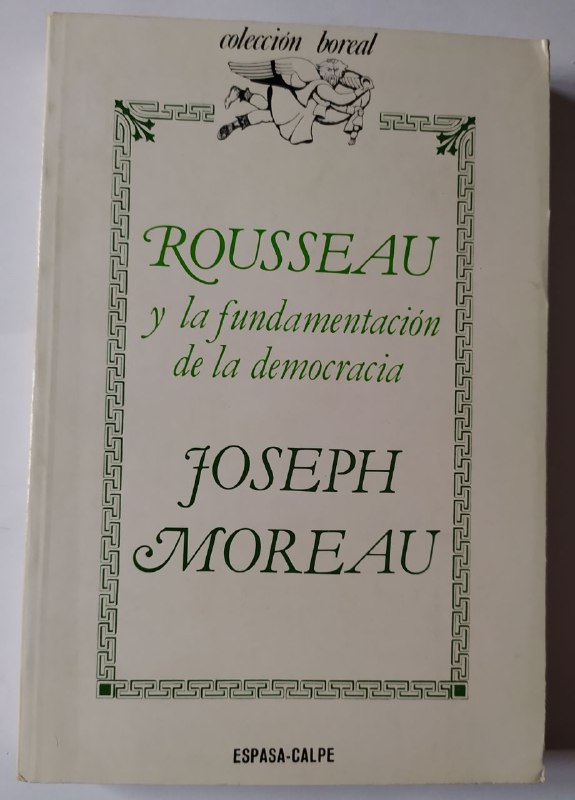 colección boreal
ROUSSEAU
y la fundamentación
de la democracia
JOSEPH
MOREAU
ESPASA-CALPE